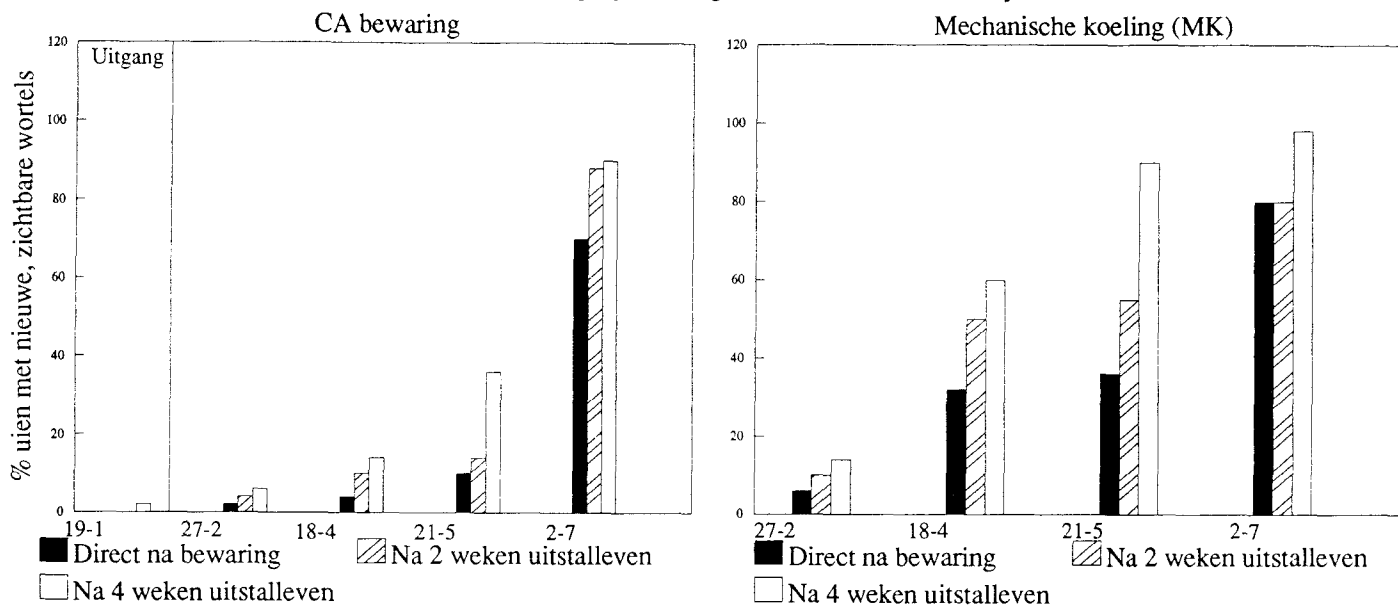 CA bewaring
Mechanische koeling (MK)
% uien met nieuwe, zichtbare wortels
120
Uitgang
100
80
60
40
20
0
19-1 27-2 18-4 21-5 2-7
Direct na bewaring
Na 2 weken uitstalleven
Na 4 weken uitstalleven
120
100
80
60
40
20
0
27-2 18-4 21-5 2-7
Direct na bewaring
Na 2 weken uitstalleven
Na 4 weken uitstalleven